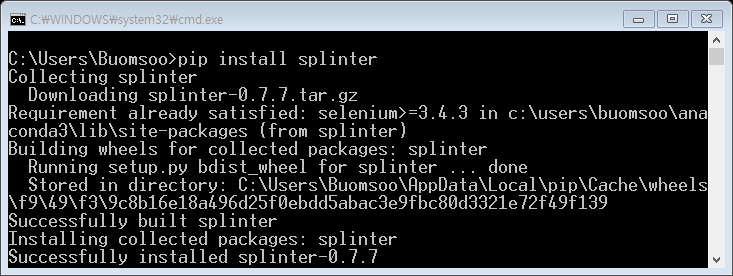 C:₩WINDOWS₩system32₩cmd.exe
C:\Users\Buomsoo>pip install splinter
Collecting splinter
  Downloading splinter-0.7.7.tar.gz
Requirement already satisfied: selenium>=3.4.3 in c:\users\buomsoo\ana
conda3\lib\site-packages (from splinter)
Building wheels for collected packages: splinter
  Running setup.py bdist_wheel for splinter ... done
  Stored in directory: C:\Users\Buomsoo\AppData\Local\pip\Cache\wheels
\f9\49\f3\9c8b16e18a496d25f0ebdd5abac3e9fbc80d3321e72f49f139
Successfully built splinter
Installing collected packages: splinter
Successfully installed splinter-0.7.7